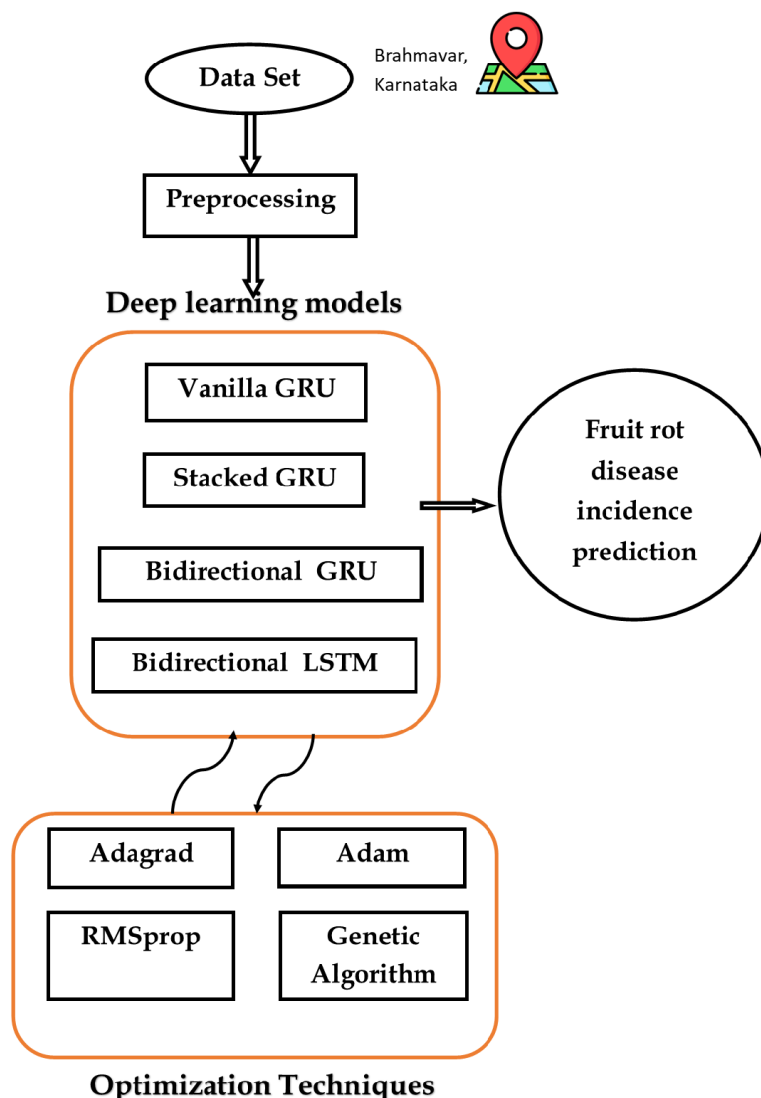 Data Set
Brahmavar,
Karnataka
Preprocessing
Deep learning models
Vanilla GRU
Stacked GRU
Bidirectional GRU
Bidirectional LSTM
Fruit rot
disease
incidence
prediction
Adagrad
Adam
RMSprop
Genetic
Algorithm
Optimization Techniques